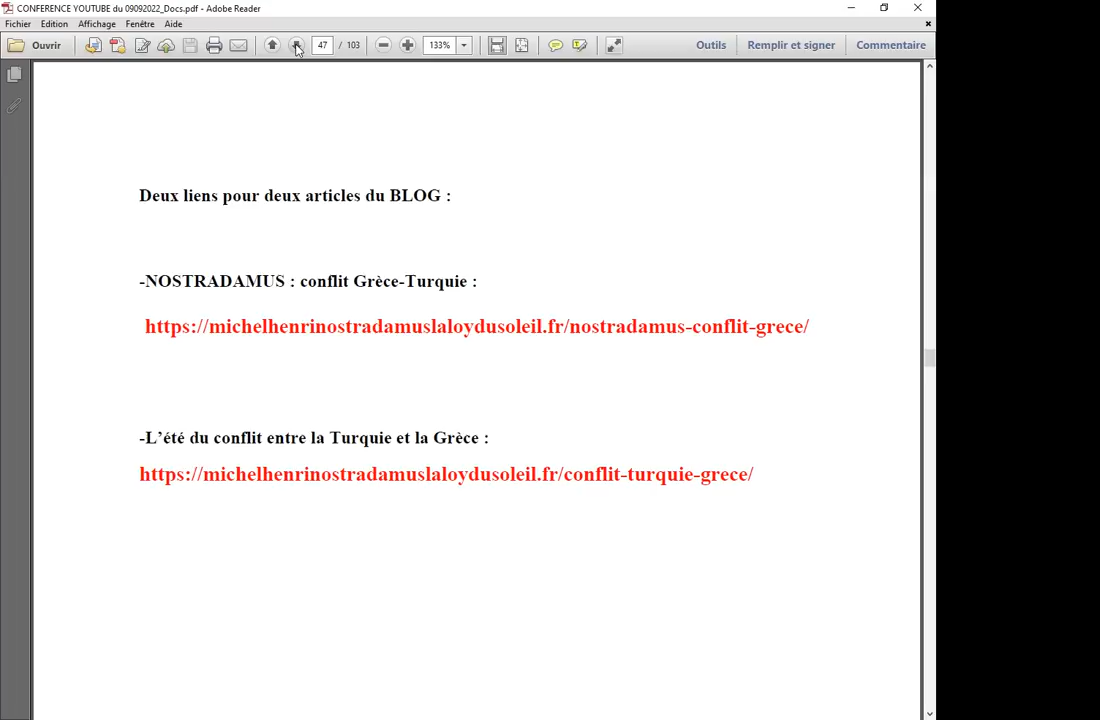 CONFERENCE YOUTUBE du 09092022_Docs.pdf - Adobe Reader
Fichier Edition Affichage Fenêtre Aide
Ouvrir 47 / 103 133% Outils Remplir et signer Commentaire
Deux liens pour deux articles du BLOG :
-NOSTRADAMUS : conflit Grèce-Turquie :
https://michelhenrinostradamuslaloydusoleil.fr/nostradamus-conflit-grece/
-L’été du conflit entre la Turquie et la Grèce :
https://michelhenrinostradamuslaloydusoleil.fr/conflit-turquie-grece/